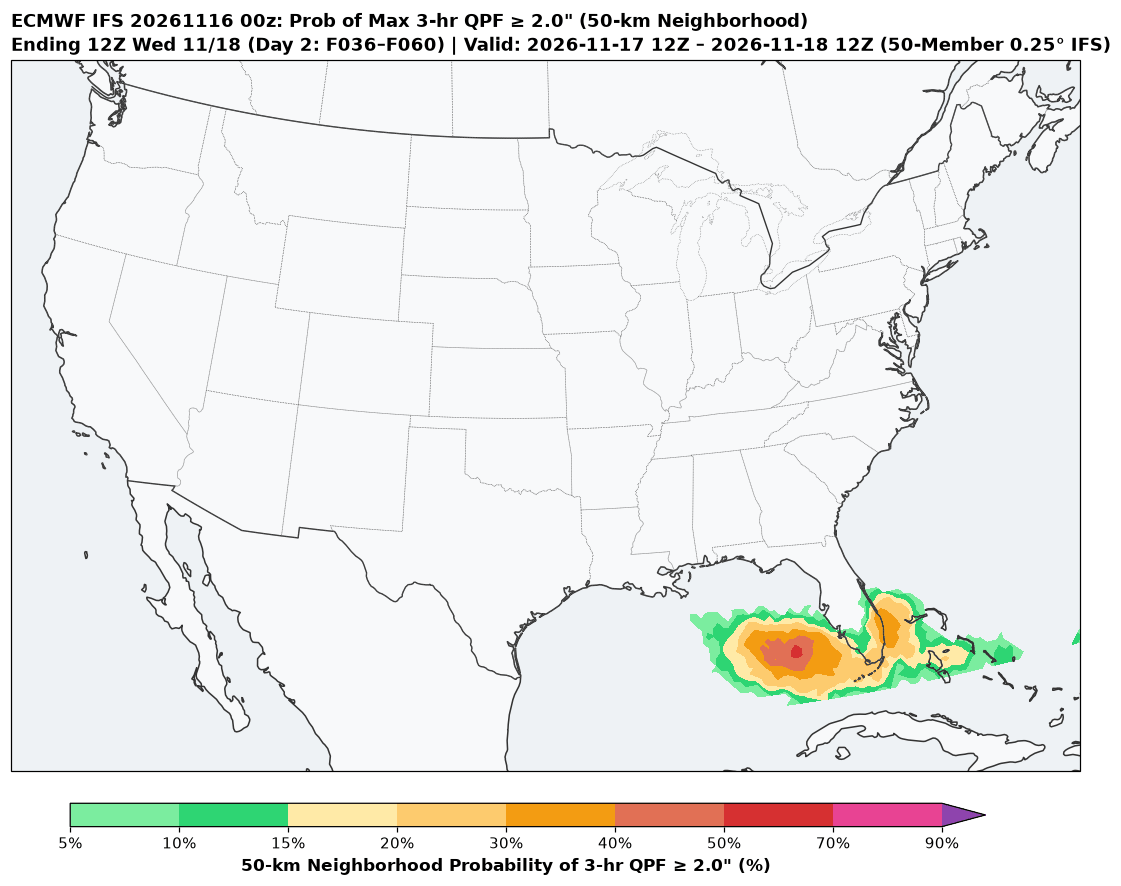 ECMWF IFS 20261116 00z: Prob of Max 3-hr QPF ≥ 2.0" (50-km Neighborhood)
Ending 12Z Wed 11/18 (Day 2: F036–F060) | Valid: 2026-11-17 12Z – 2026-11-18 12Z (50-Member 0.25° IFS)
5% 10% 15% 20% 30% 40% 50% 70% 90%
50-km Neighborhood Probability of 3-hr QPF ≥ 2.0" (%)